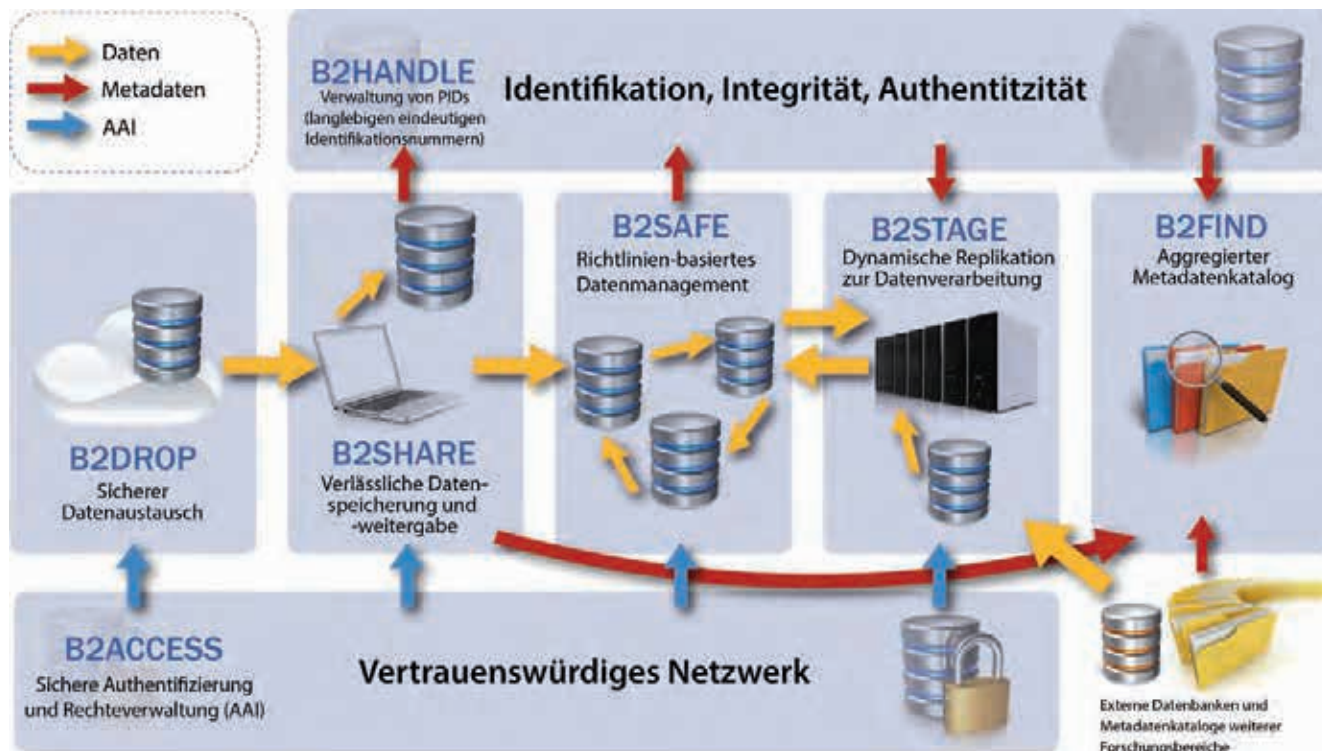 Daten
Metadaten
AAI
B2HANDLE
Verwaltung von PIDs
(langlebigen eindeutigen
Identifikationsnummern)
Identifikation, Integrität, Authentitzität
B2DROP
Sicherer
Datenaustausch
B2SHARE
Verlässliche Daten-
speicherung und
-weitergabe
B2SAFE
Richtlinien-basiertes
Datenmanagement
B2STAGE
Dynamische Replikation
zur Datenverarbeitung
B2FIND
Aggregierter
Metadatenkatalog
B2ACCESS
Sichere Authentifizierung
und Rechteverwaltung (AAI)
Vertrauenswürdiges Netzwerk
Externe Datenbanken und
Metadatenkataloge weiterer
Forschungsbereiche